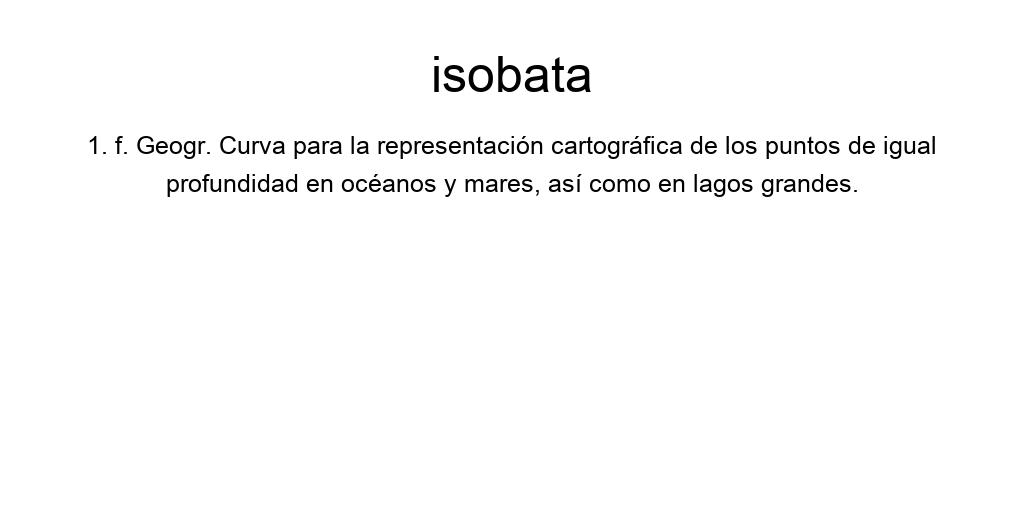 isobata
1. f. Geogr. Curva para la representación cartográfica de los puntos de igual
profundidad en océanos y mares, así como en lagos grandes.